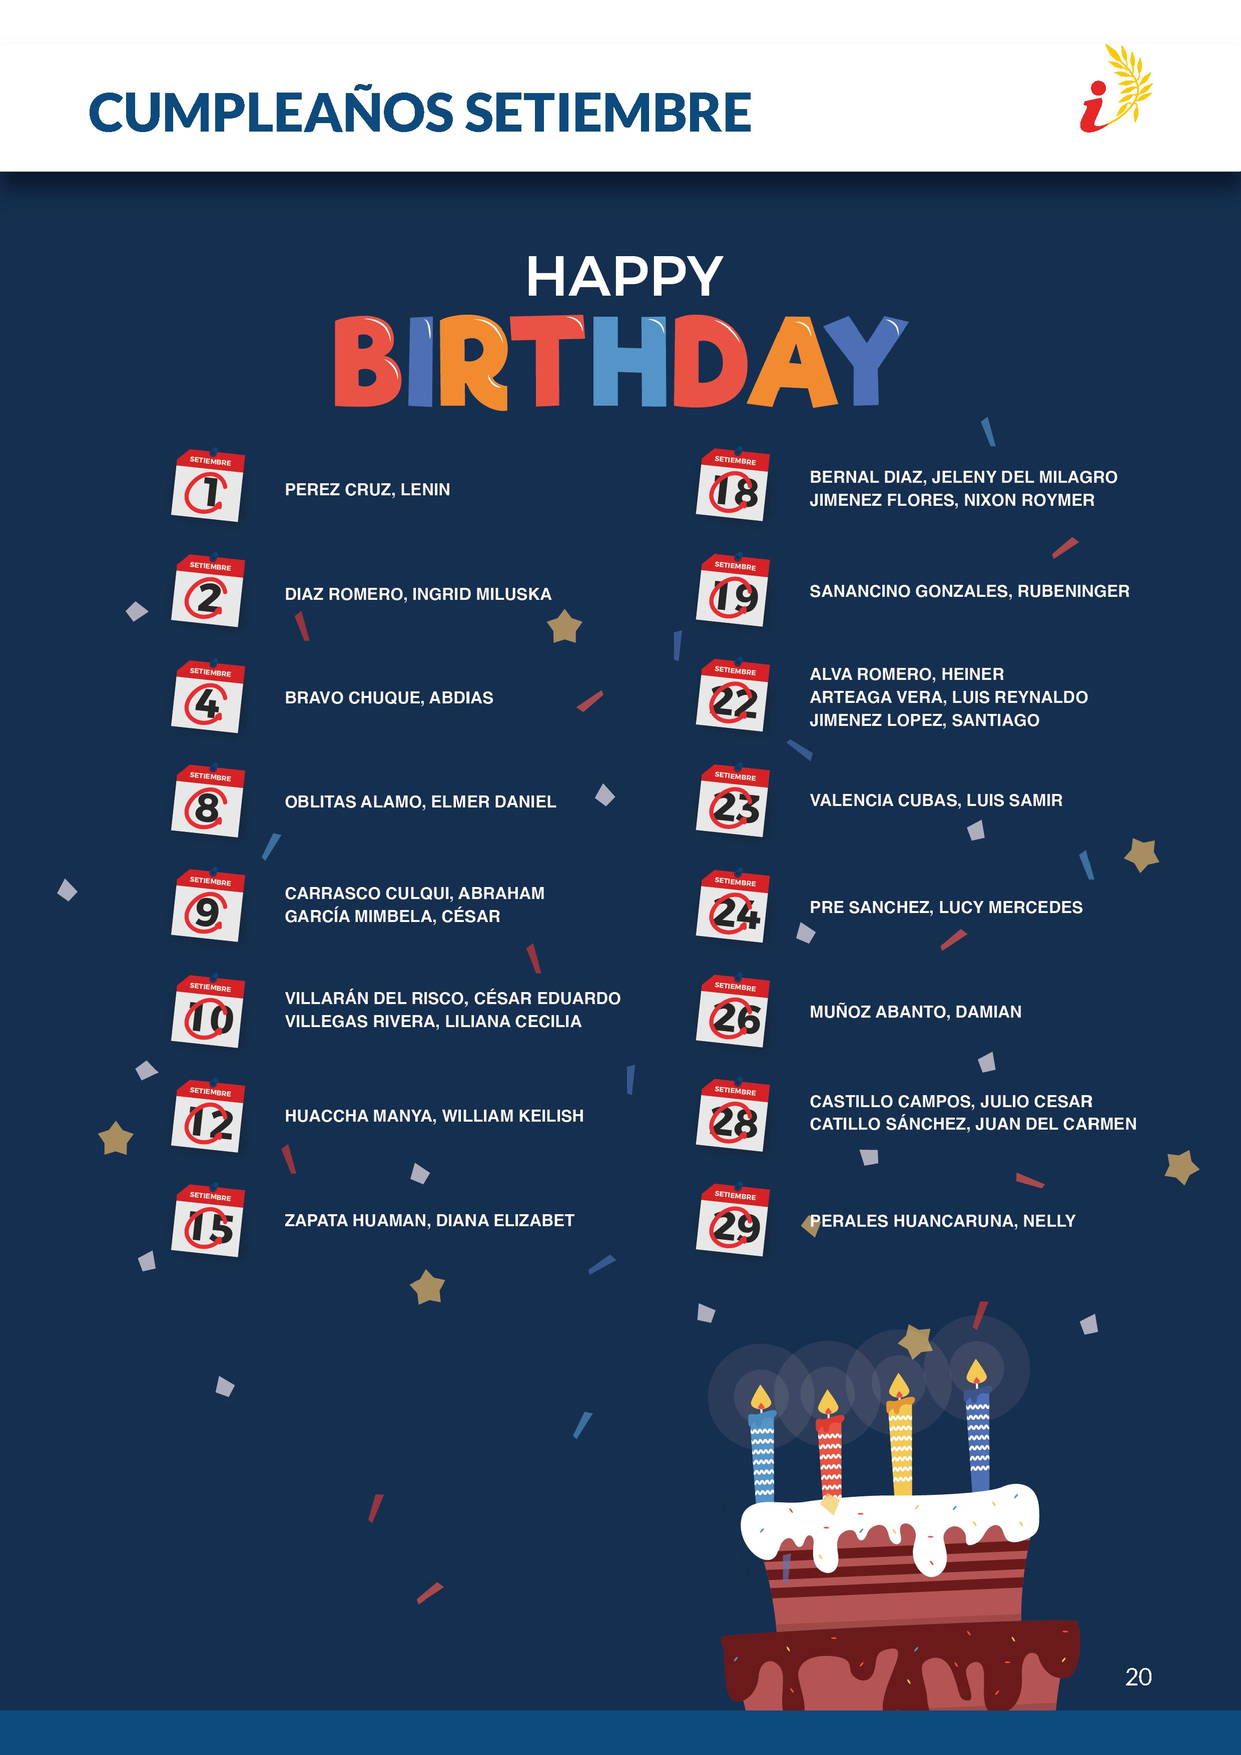 CUMPLEAÑOS SETIEMBRE
i
HAPPY
BIRTHDAY
SETIEMBRE
1
PEREZ CRUZ, LENIN
SETIEMBRE
2
DIAZ ROMERO, INGRID MILUSKA
SETIEMBRE
4
BRAVO CHUQUE, ABDIAS
SETIEMBRE
8
OBLITAS ALAMO, ELMER DANIEL
SETIEMBRE
9
CARRASCO CULQUI, ABRAHAM
GARCÍA MIMBELA, CÉSAR
SETIEMBRE
10
VILLARÁN DEL RISCO, CÉSAR EDUARDO
VILLEGAS RIVERA, LILIANA CECILIA
SETIEMBRE
12
HUACCHA MANYA, WILLIAM KEILISH
SETIEMBRE
15
ZAPATA HUAMAN, DIANA ELIZABET
SETIEMBRE
18
BERNAL DIAZ, JELENY DEL MILAGRO
JIMENEZ FLORES, NIXON ROYMER
SETIEMBRE
19
SANANCINO GONZALES, RUBENINGER
SETIEMBRE
22
ALVA ROMERO, HEINER
ARTEAGA VERA, LUIS REYNALDO
JIMENEZ LOPEZ, SANTIAGO
SETIEMBRE
23
VALENCIA CUBAS, LUIS SAMIR
SETIEMBRE
24
PRE SANCHEZ, LUCY MERCEDES
SETIEMBRE
26
MUÑOZ ABANTO, DAMIAN
SETIEMBRE
28
CASTILLO CAMPOS, JULIO CESAR
CATILLO SÁNCHEZ, JUAN DEL CARMEN
SETIEMBRE
29
PERALES HUANCARUNA, NELLY
20